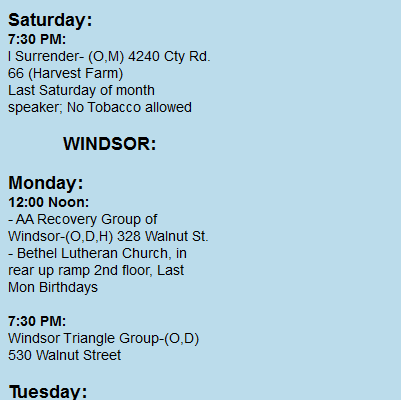 Saturday:
7:30 PM:
I Surrender- (O,M) 4240 Cty Rd.
66 (Harvest Farm)
Last Saturday of month
speaker; No Tobacco allowed
WINDSOR:
Monday:
12:00 Noon:
- AA Recovery Group of
Windsor-(O,D,H) 328 Walnut St.
- Bethel Lutheran Church, in
rear up ramp 2nd floor, Last
Mon Birthdays
7:30 PM:
Windsor Triangle Group-(O,D)
530 Walnut Street
Tuesday: